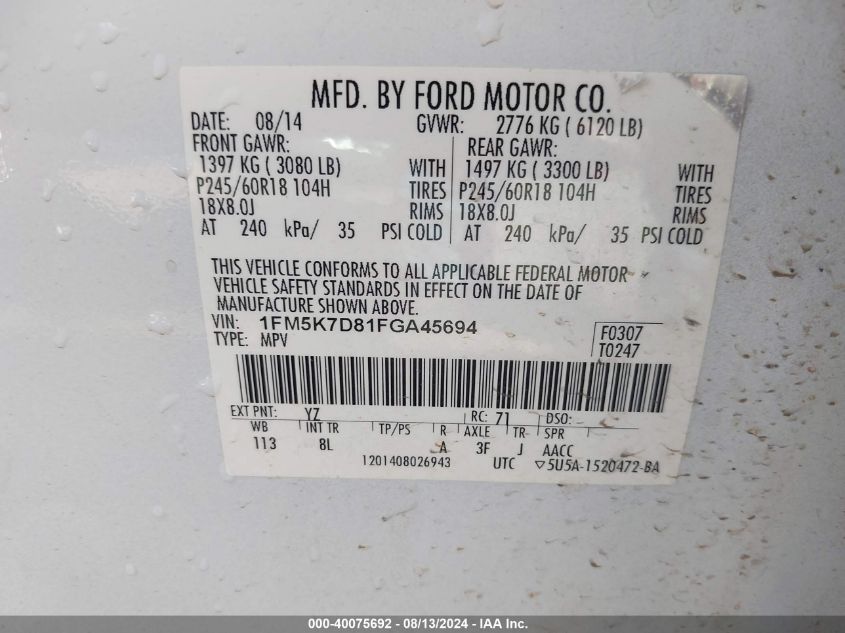 MFD. BY FORD MOTOR CO.
DATE: 08/14 GVWR: 2776 KG ( 6120 LB)
FRONT GAWR: REAR GAWR:
1397 KG ( 3080 LB) WITH 1497 KG ( 3300 LB) WITH
P245/60R18 104H TIRES P245/60R18 104H TIRES
18X8.0J RIMS 18X8.0J RIMS
AT 240 kPa/ 35 PSI COLD AT 240 kPa/ 35 PSI COLD
THIS VEHICLE CONFORMS TO ALL APPLICABLE FEDERAL MOTOR
VEHICLE SAFETY STANDARDS IN EFFECT ON THE DATE OF
MANUFACTURE SHOWN ABOVE.
VIN: 1FM5K7D81FGA45694 F0307
TYPE: MPV T0247
EXT PNT: YZ RC: 71 DSO:
WB INT TR TP/PS R AXLE TR SPR
113 8L A 3F J AACC
1201408026943 UTC ▽5U5A-1520472-BA
000-40075692 - 08/13/2024 - IAA Inc.